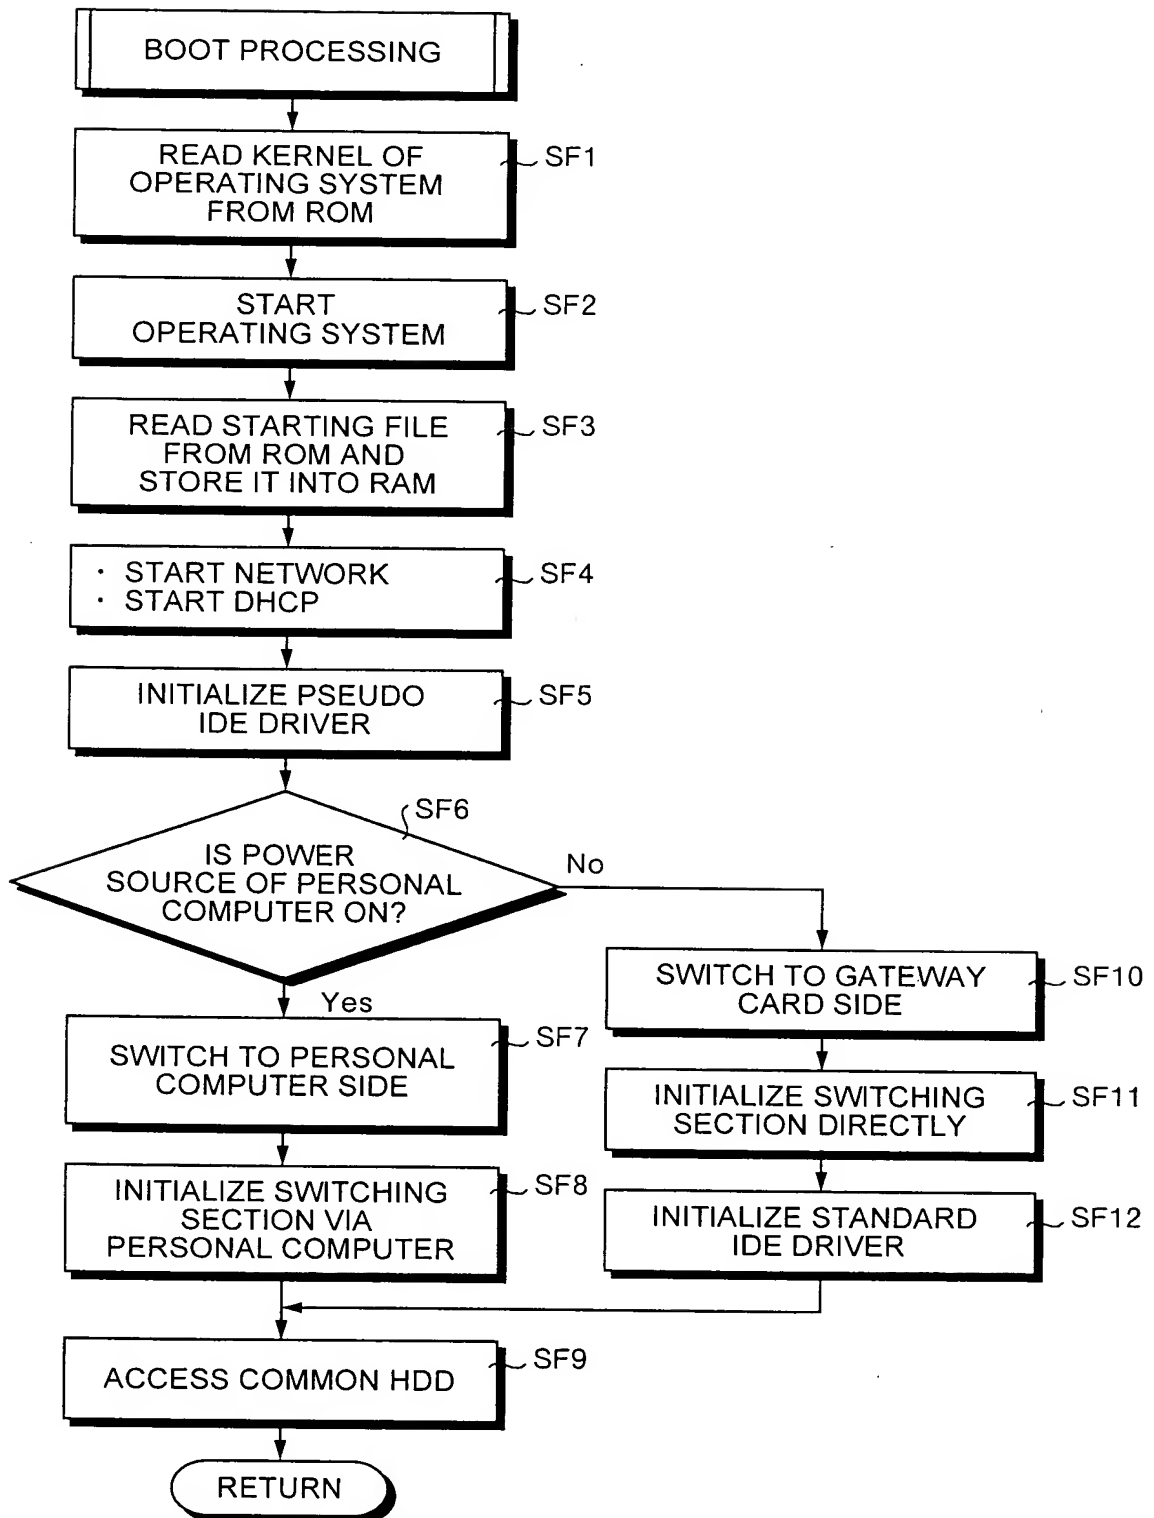 BOOT PROCESSING
READ KERNEL OF
OPERATING SYSTEM
FROM ROM
SF1
START
OPERATING SYSTEM
SF2
READ STARTING FILE
FROM ROM AND
STORE IT INTO RAM
SF3
· START NETWORK
· START DHCP
SF4
INITIALIZE PSEUDO
IDE DRIVER
SF5
SF6
IS POWER
SOURCE OF PERSONAL
COMPUTER ON?
No
Yes
SWITCH TO PERSONAL
COMPUTER SIDE
SF7
INITIALIZE SWITCHING
SECTION VIA
PERSONAL COMPUTER
SF8
SWITCH TO GATEWAY
CARD SIDE
SF10
INITIALIZE SWITCHING
SECTION DIRECTLY
SF11
INITIALIZE STANDARD
IDE DRIVER
SF12
ACCESS COMMON HDD
SF9
RETURN